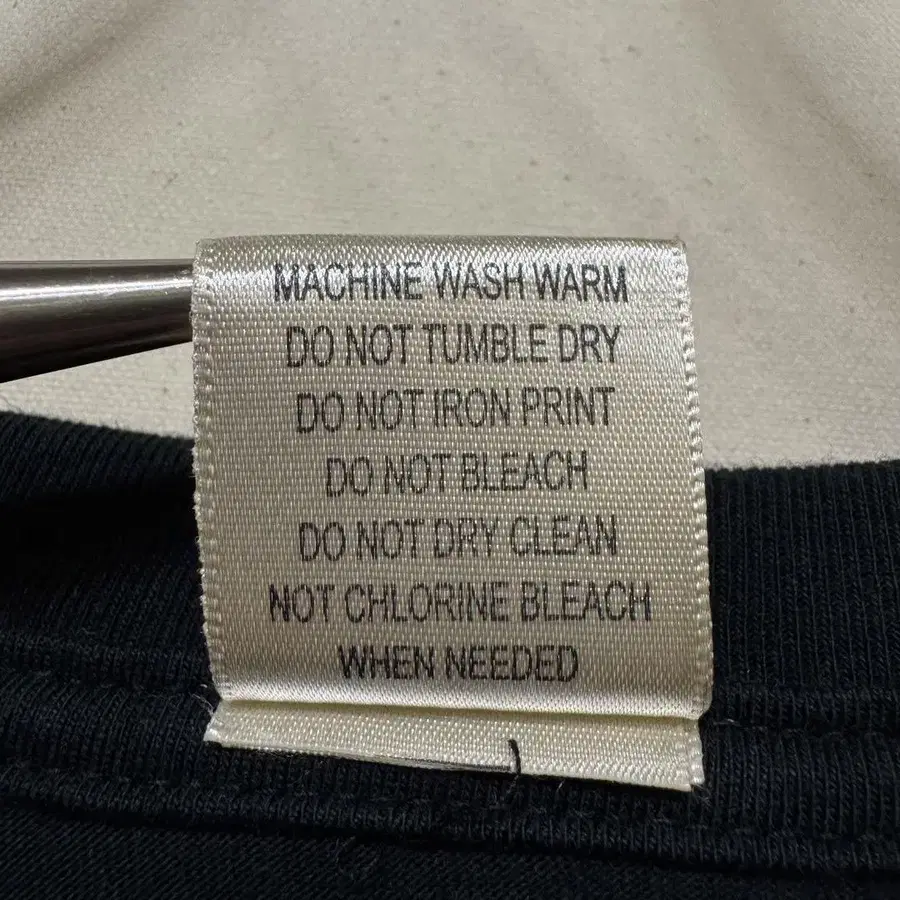 MACHINE WASH WARM
DO NOT TUMBLE DRY
DO NOT IRON PRINT
DO NOT BLEACH
DO NOT DRY CLEAN
NOT CHLORINE BLEACH
WHEN NEEDED